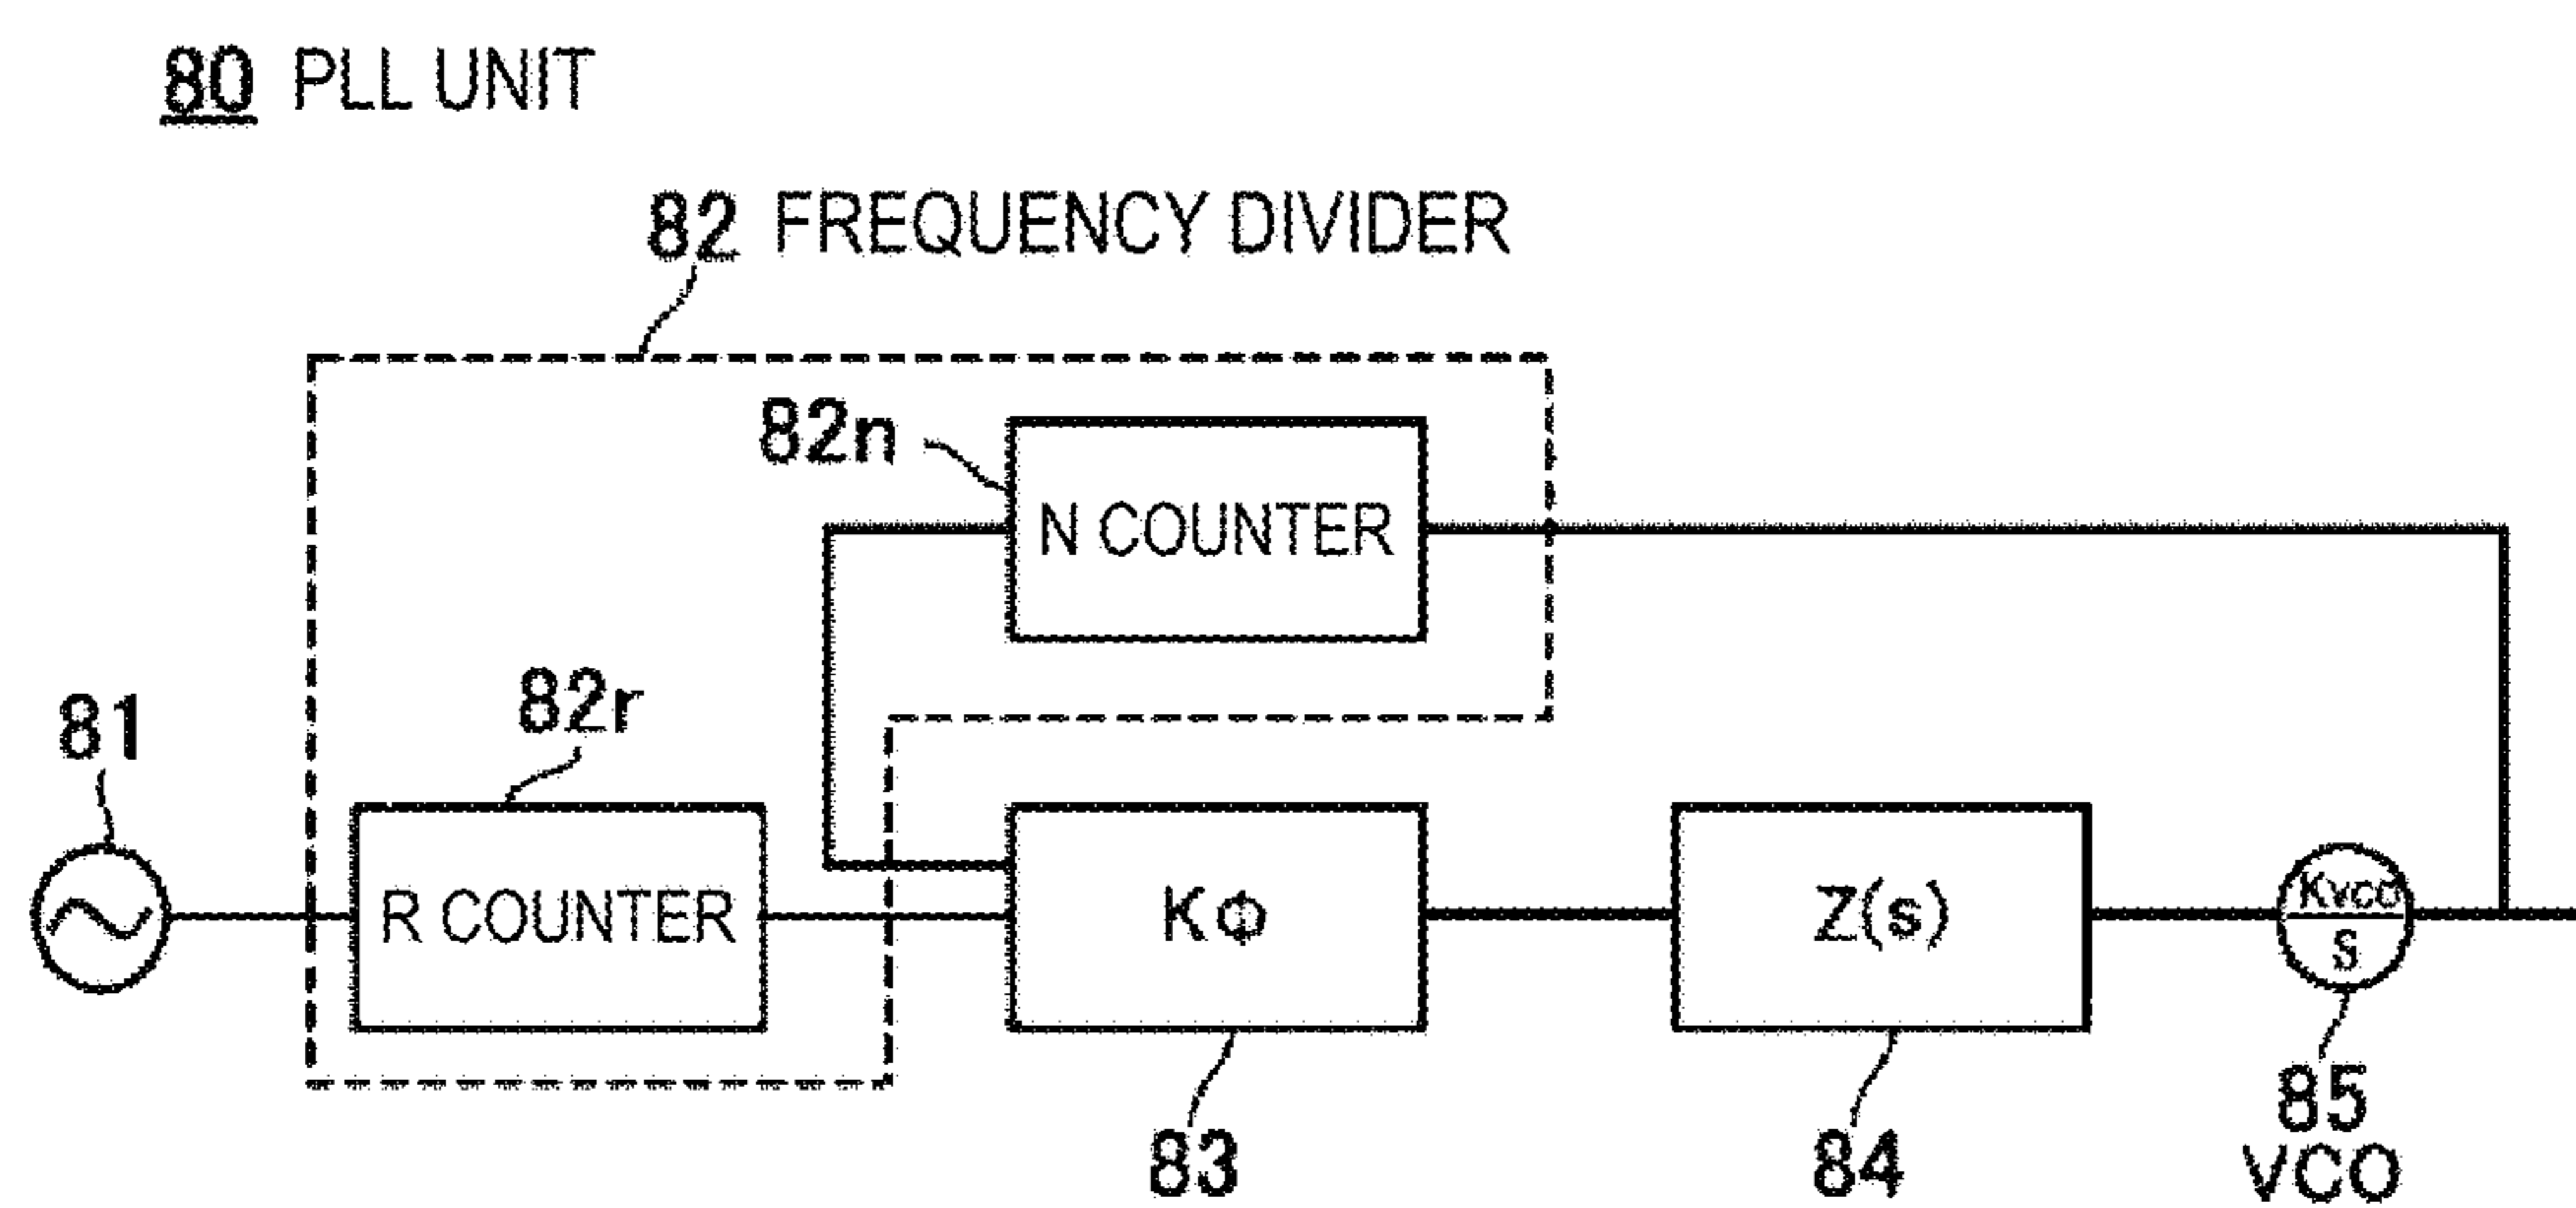 80 PLL UNIT
82 FREQUENCY DIVIDER
82n
N COUNTER
82r
81
R COUNTER
KΦ
Z(s)
Kvco
S
83
84
85
VCO